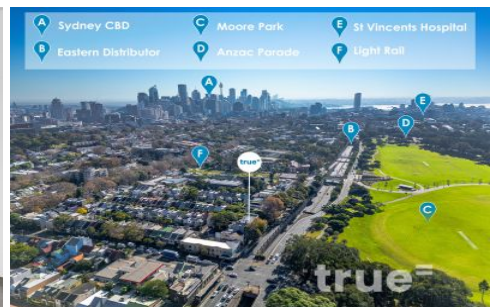 A Sydney CBD
C Moore Park
E St Vincents Hospital
B Eastern Distributor
D Anzac Parade
F Light Rail
A
E
B
D
F
true
C
true